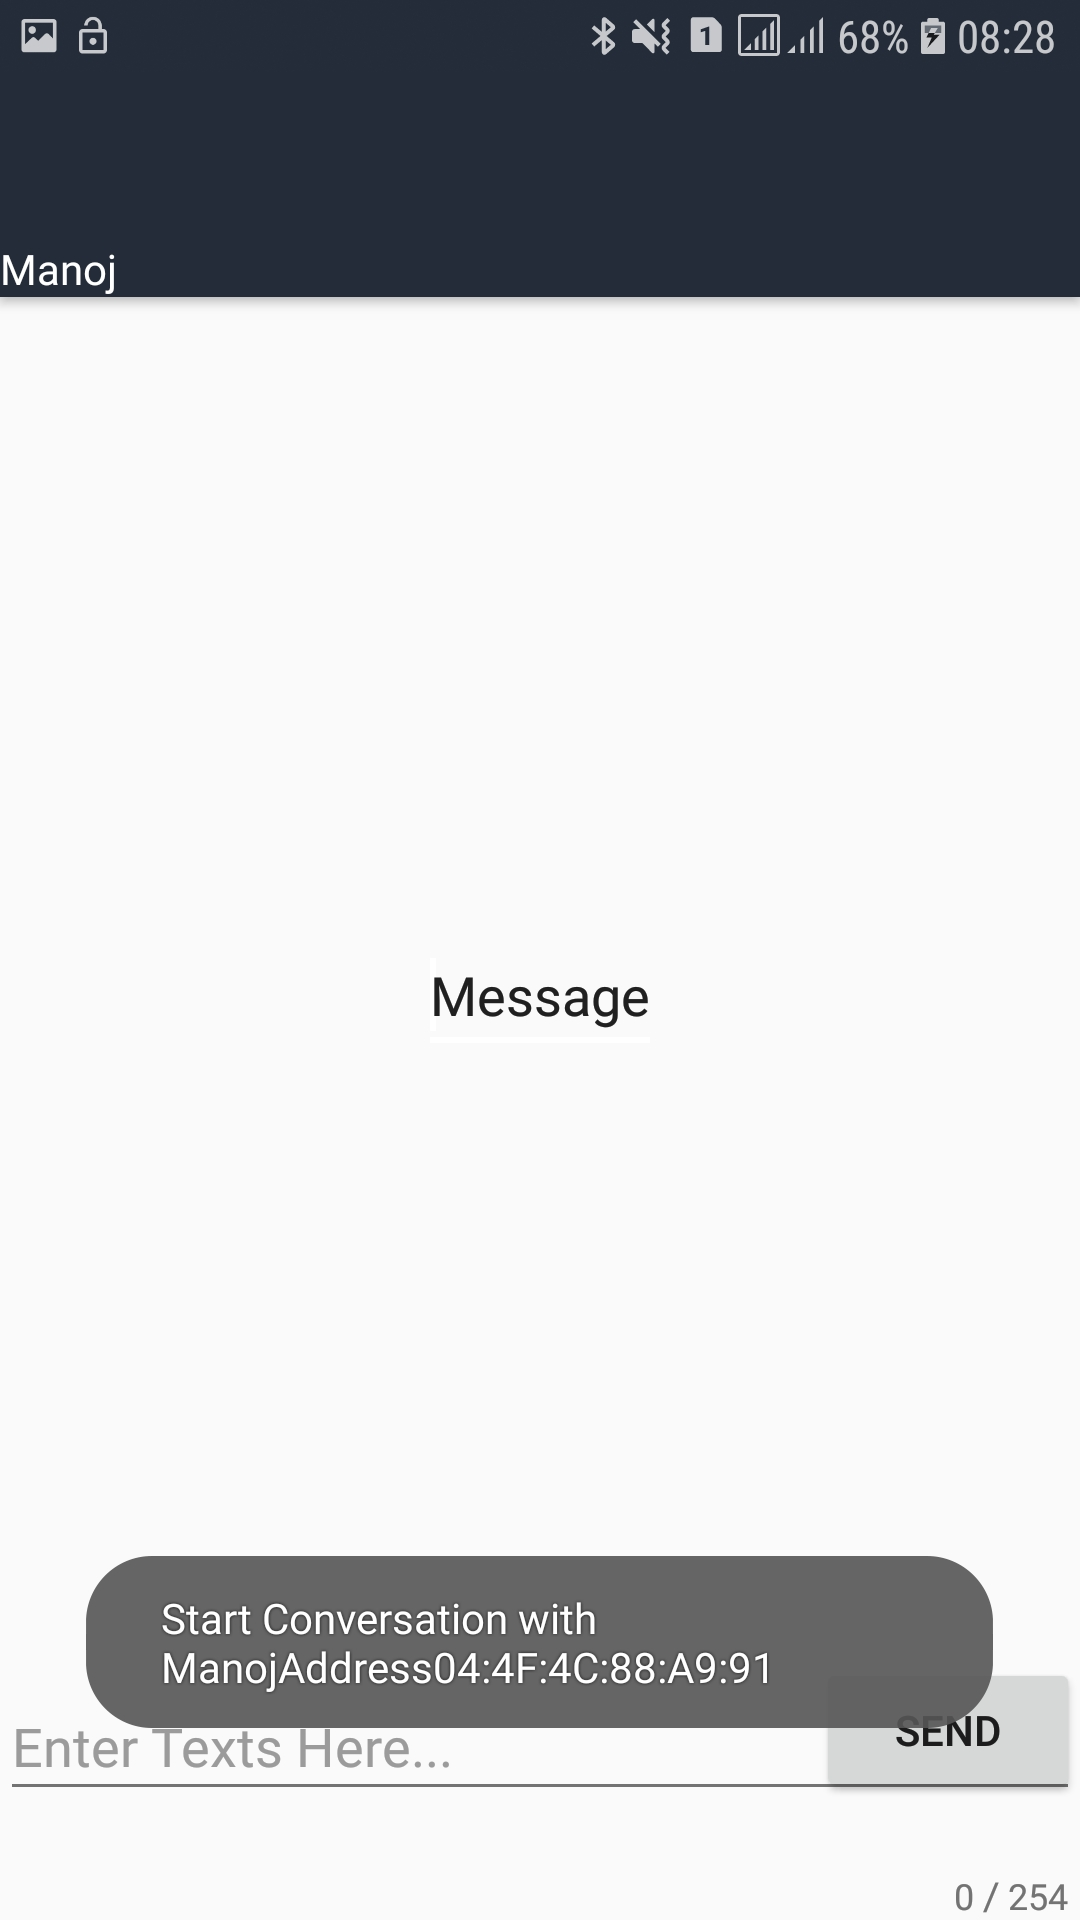 1 68% 08:28
Manoj
Message
Start Conversation with
ManojAddress04:4F:4C:88:A9:91
SEND
Enter Texts Here...
0 / 254